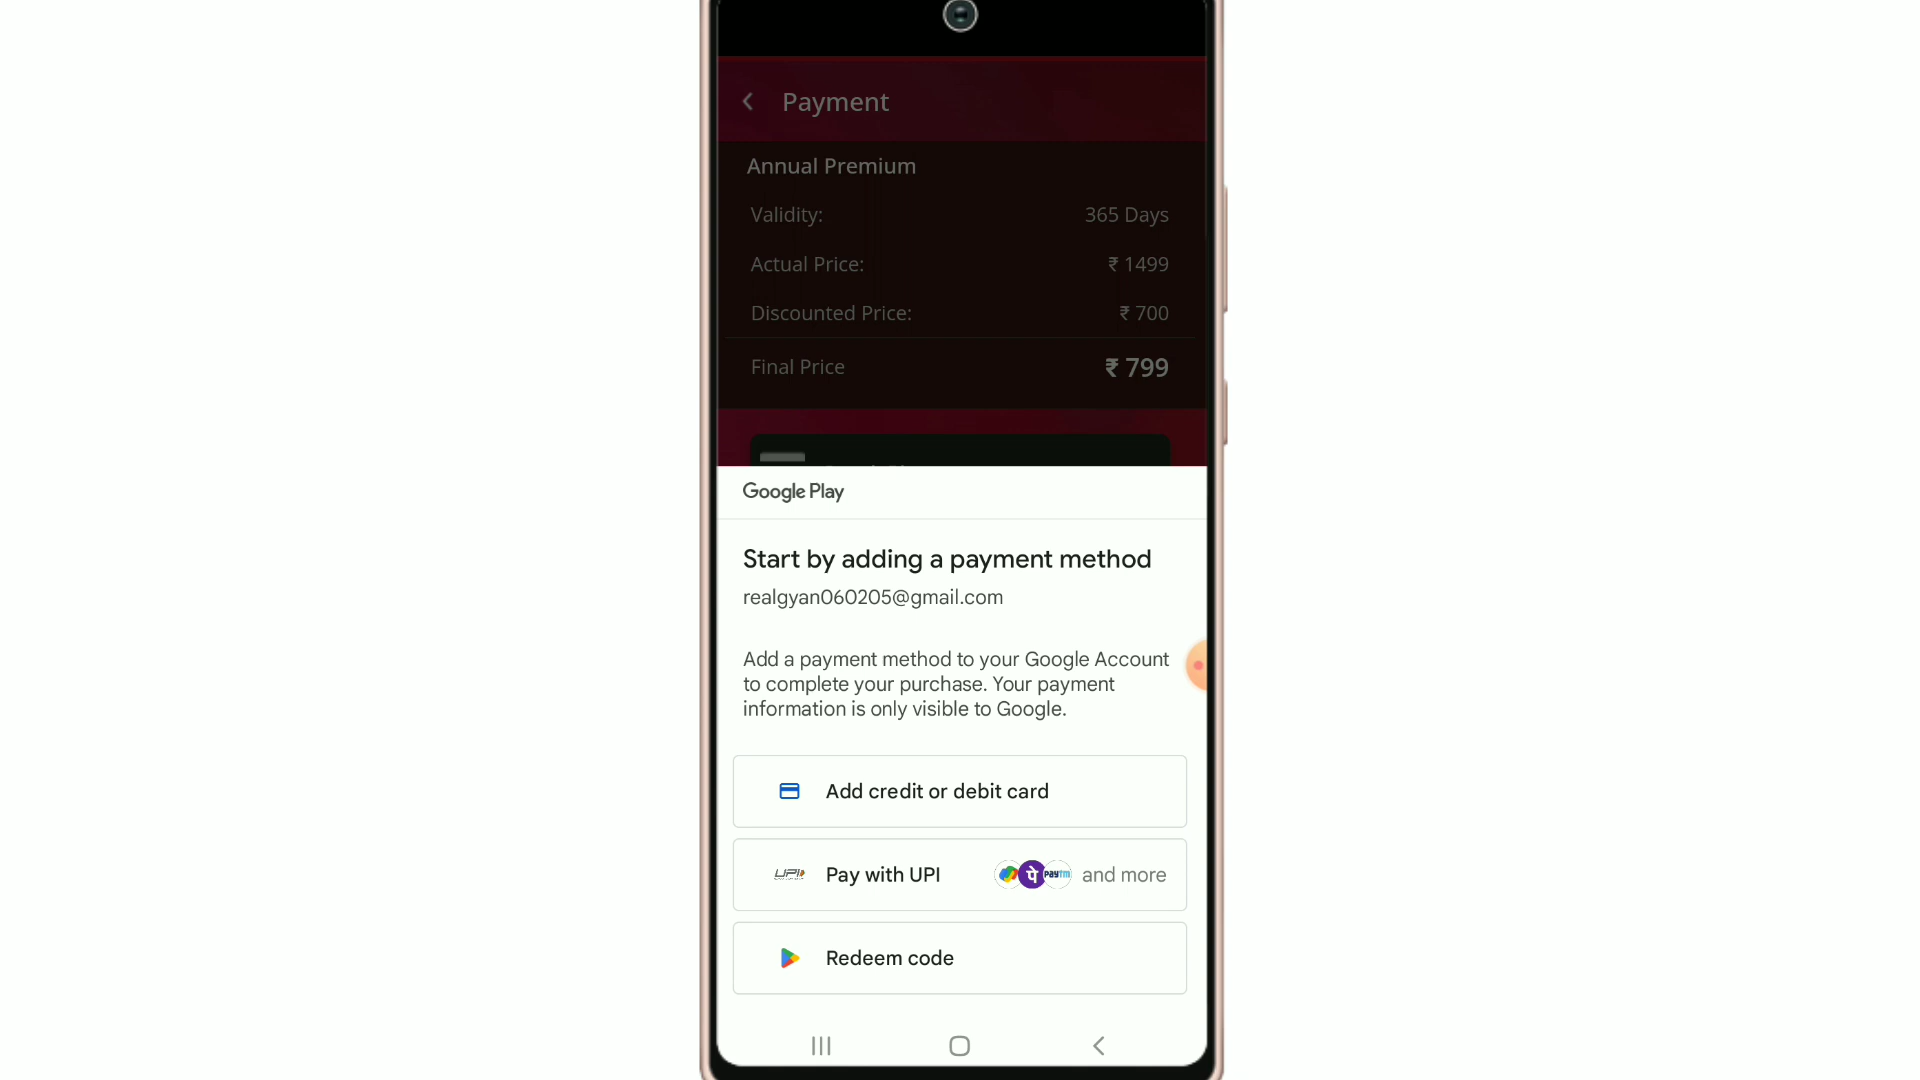 Payment
Annual Premium
Validity: 365 Days
Actual Price: ₹ 1499
Discounted Price: ₹ 700
Final Price ₹ 799
Google Play
Start by adding a payment method
realgyan060205@gmail.com
Add a payment method to your Google Account
to complete your purchase. Your payment
information is only visible to Google.
Add credit or debit card
UPI Pay with UPI पे Paytm and more
Redeem code